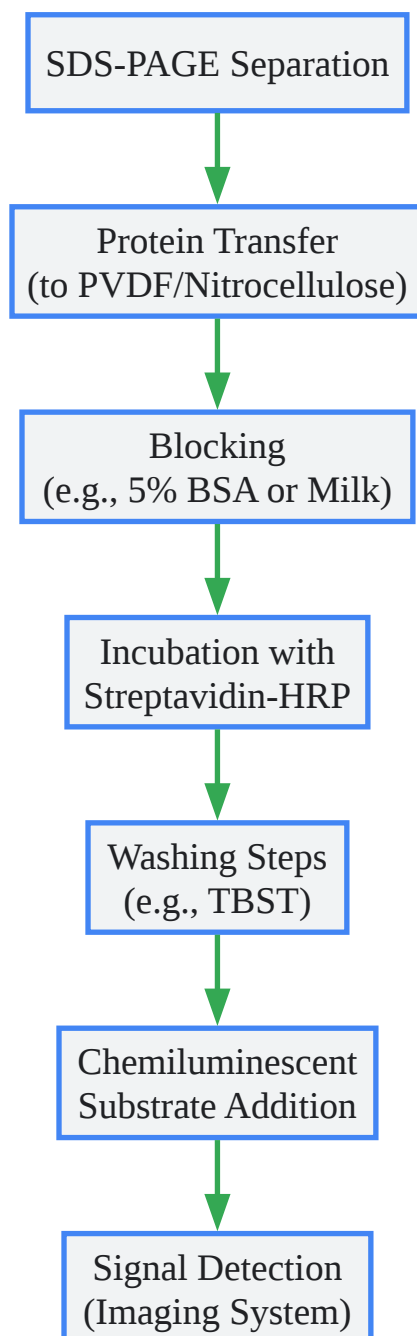 SDS-PAGE Separation
Protein Transfer
(to PVDF/Nitrocellulose)
Blocking
(e.g., 5% BSA or Milk)
Incubation with
Streptavidin-HRP
Washing Steps
(e.g., TBST)
Chemiluminescent
Substrate Addition
Signal Detection
(Imaging System)